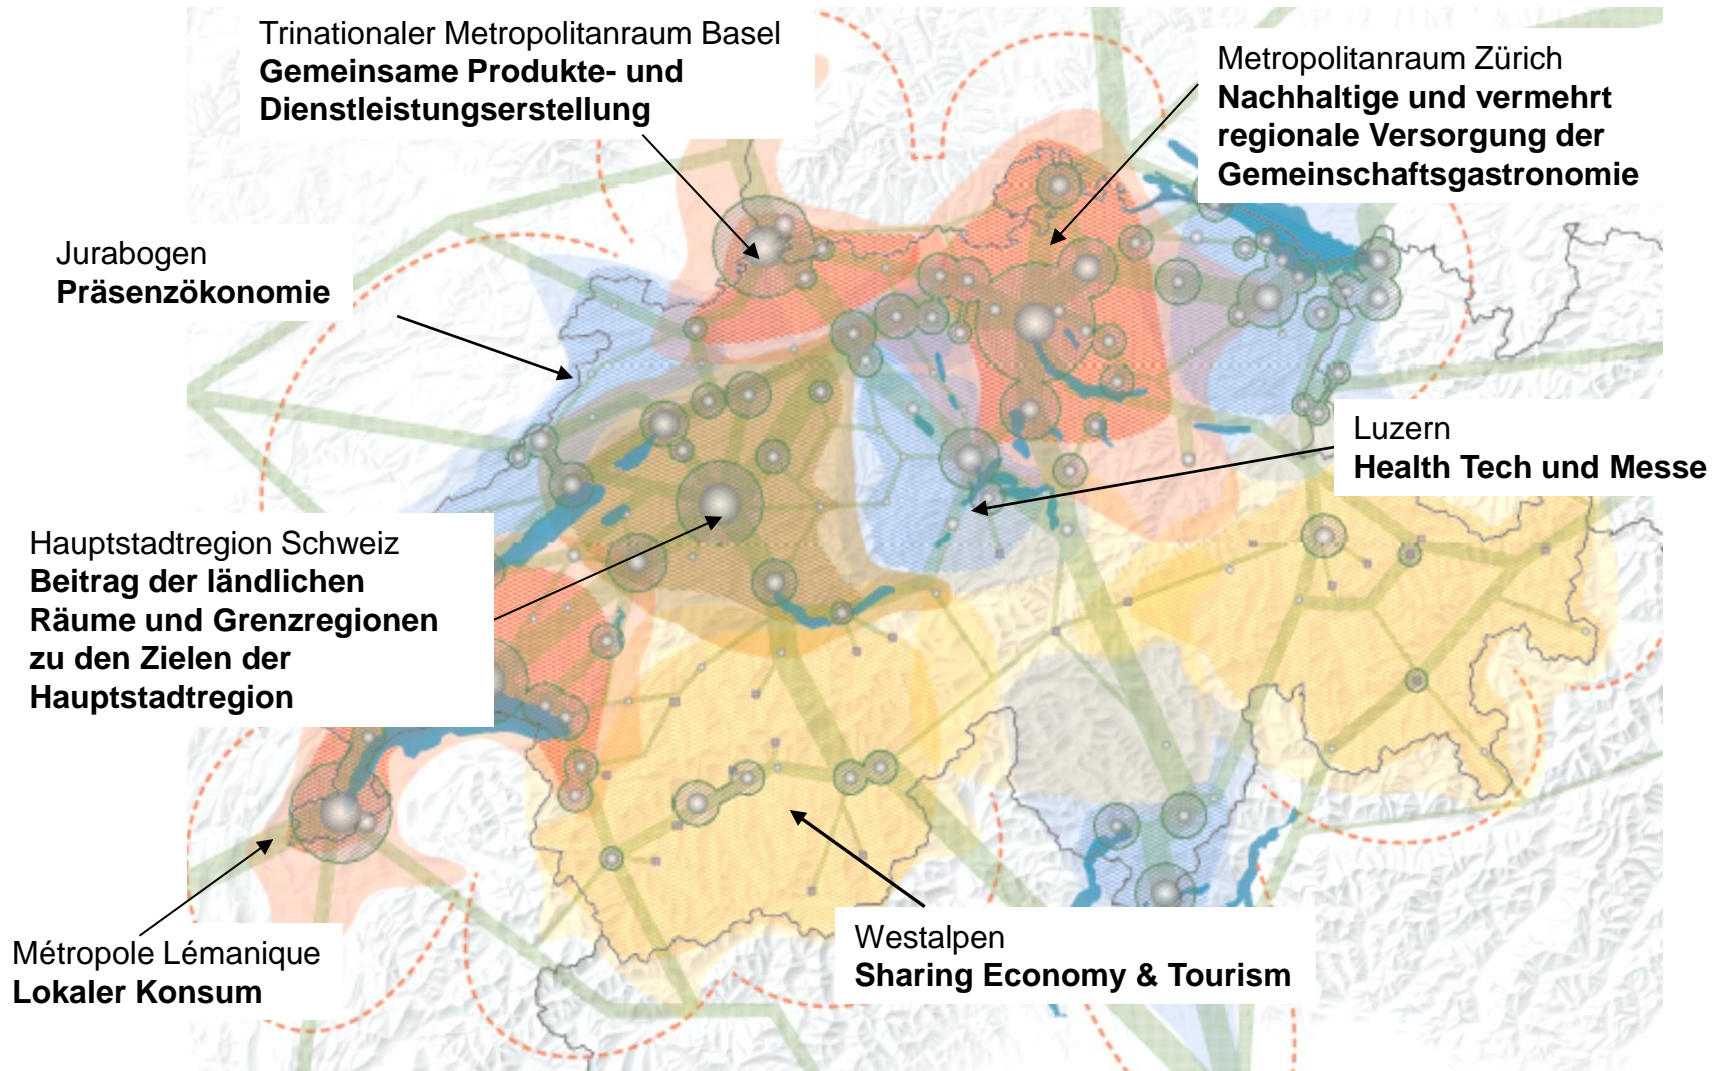 Trinationaler Metropolitanraum Basel
Gemeinsame Produkte- und
Dienstleistungserstellung
Metropolitanraum Zürich
Nachhaltige und vermehrt
regionale Versorgung der
Gemeinschaftsgastronomie
Jurabogen
Präsenzökonomie
Luzern
Health Tech und Messe
Hauptstadtregion Schweiz
Beitrag der ländlichen
Räume und Grenzregionen
zu den Zielen der
Hauptstadtregion
Métropole Lémanique
Lokaler Konsum
Westalpen
Sharing Economy & Tourism